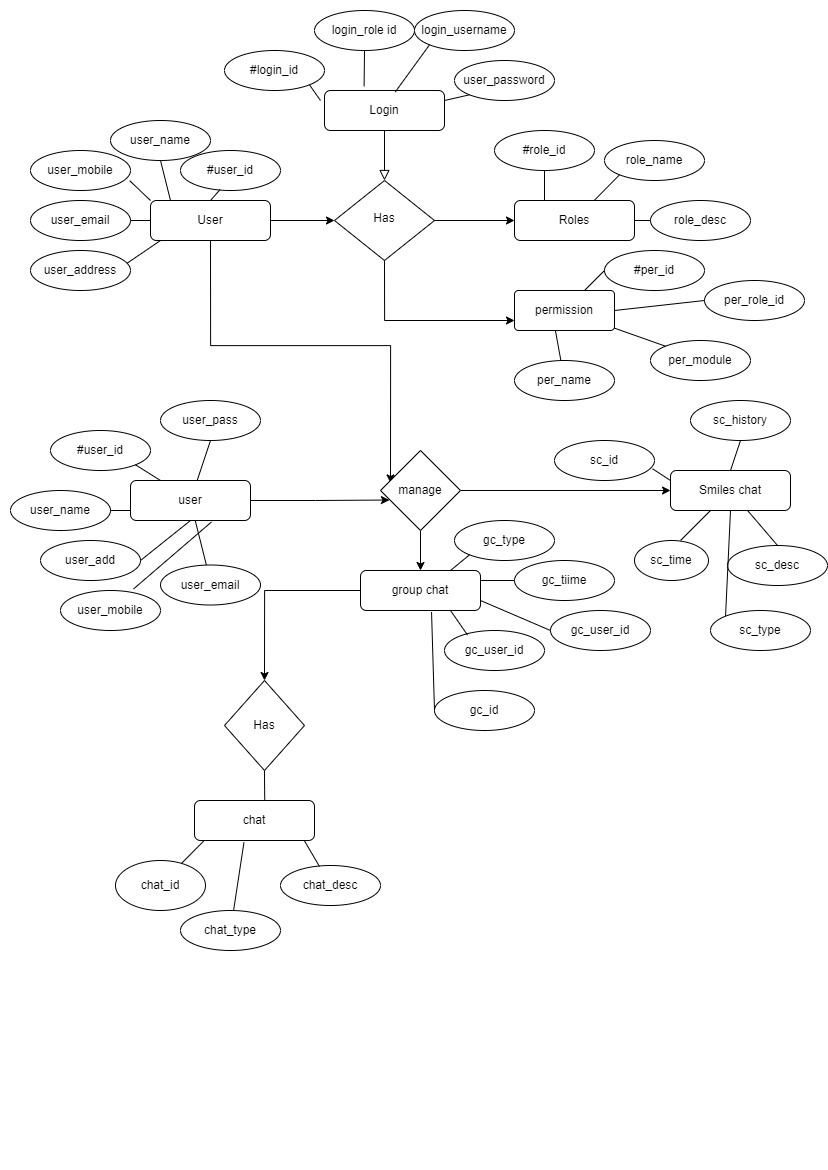 login_role id
login_username
#login_id
user_password
Login
user_name
#role_id
user_mobile
#user_id
role_name
user_email
User
Has
Roles
role_desc
user_address
#per_id
per_role_id
permission
per_module
per_name
user_pass
sc_history
#user_id
sc_id
user
manage
Smiles chat
user_name
gc_type
user_add
sc_time
sc_desc
user_email
gc_tiime
group chat
user_mobile
gc_user_id
sc_type
gc_user_id
gc_id
Has
chat
chat_id
chat_desc
chat_type